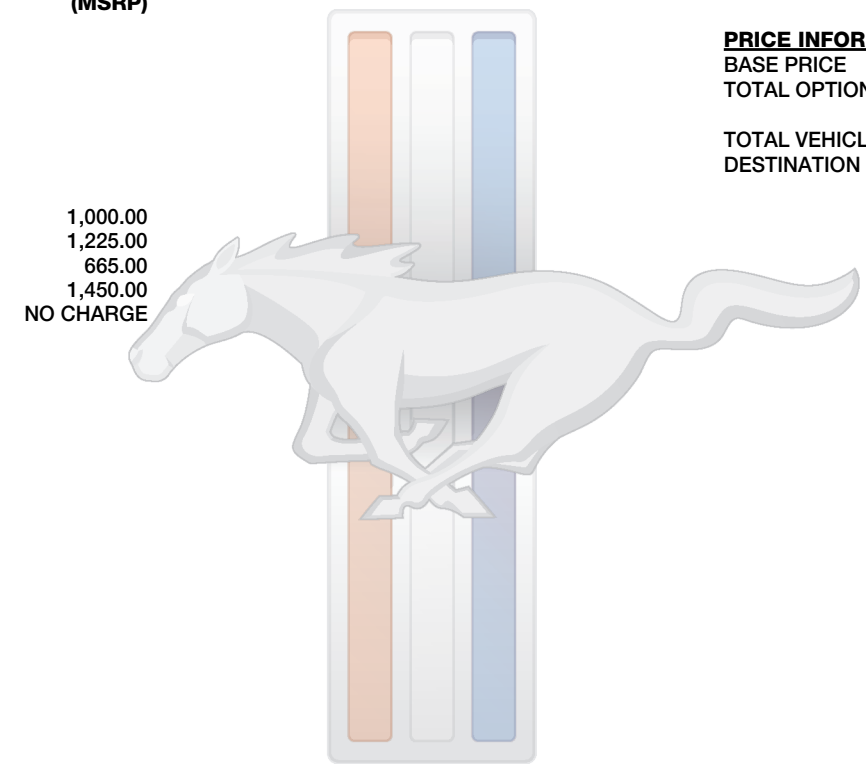 (MSRP)
1,000.00
1,225.00
665.00
1,450.00
NO CHARGE
PRICE INFOR
BASE PRICE
TOTAL OPTION
TOTAL VEHICL
DESTINATION